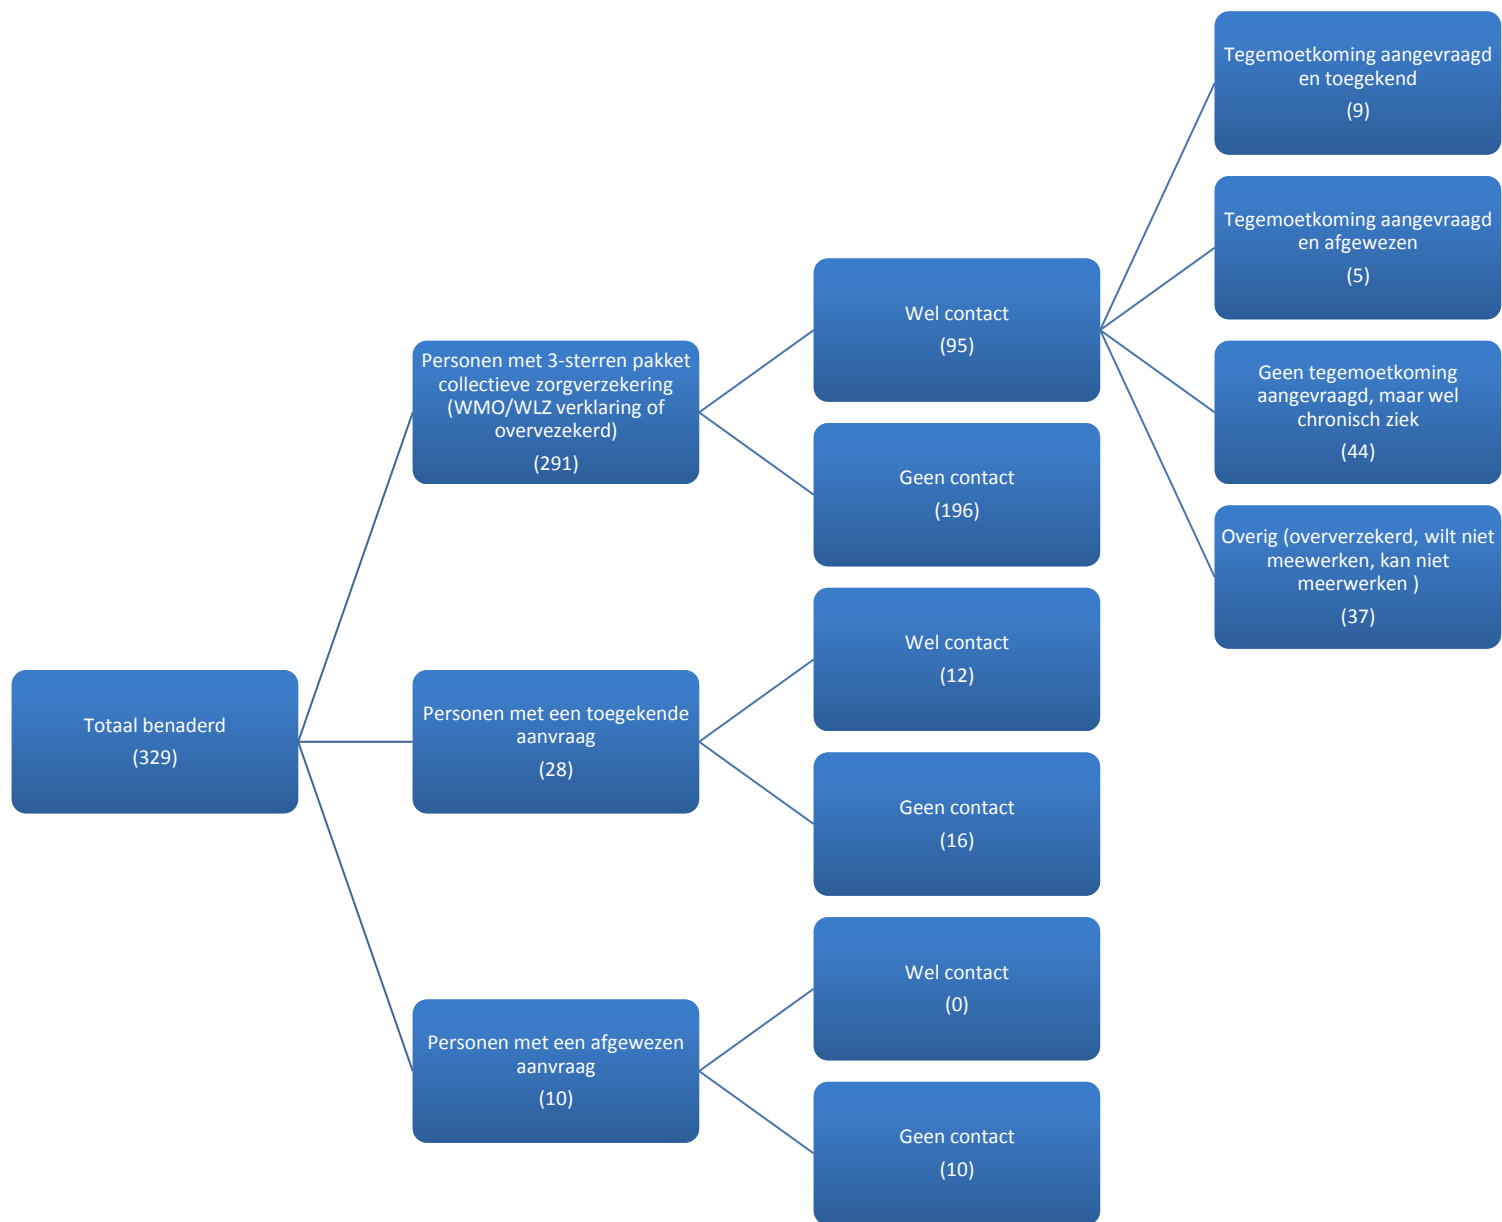 Totaal benaderd
(329)
Personen met 3-sterren pakket
collectieve zorgverzekering
(WMO/WLZ verklaring of
overvezekerd)
(291)
Wel contact
(95)
Tegemoetkoming aangevraagd
en toegekend
(9)
Tegemoetkoming aangevraagd
en afgewezen
(5)
Geen tegemoetkoming
aangevraagd, maar wel
chronisch ziek
(44)
Overig (oververzekerd, wilt niet
meewerken, kan niet
meerwerken )
(37)
Geen contact
(196)
Personen met een toegekende
aanvraag
(28)
Wel contact
(12)
Geen contact
(16)
Personen met een afgewezen
aanvraag
(10)
Wel contact
(0)
Geen contact
(10)